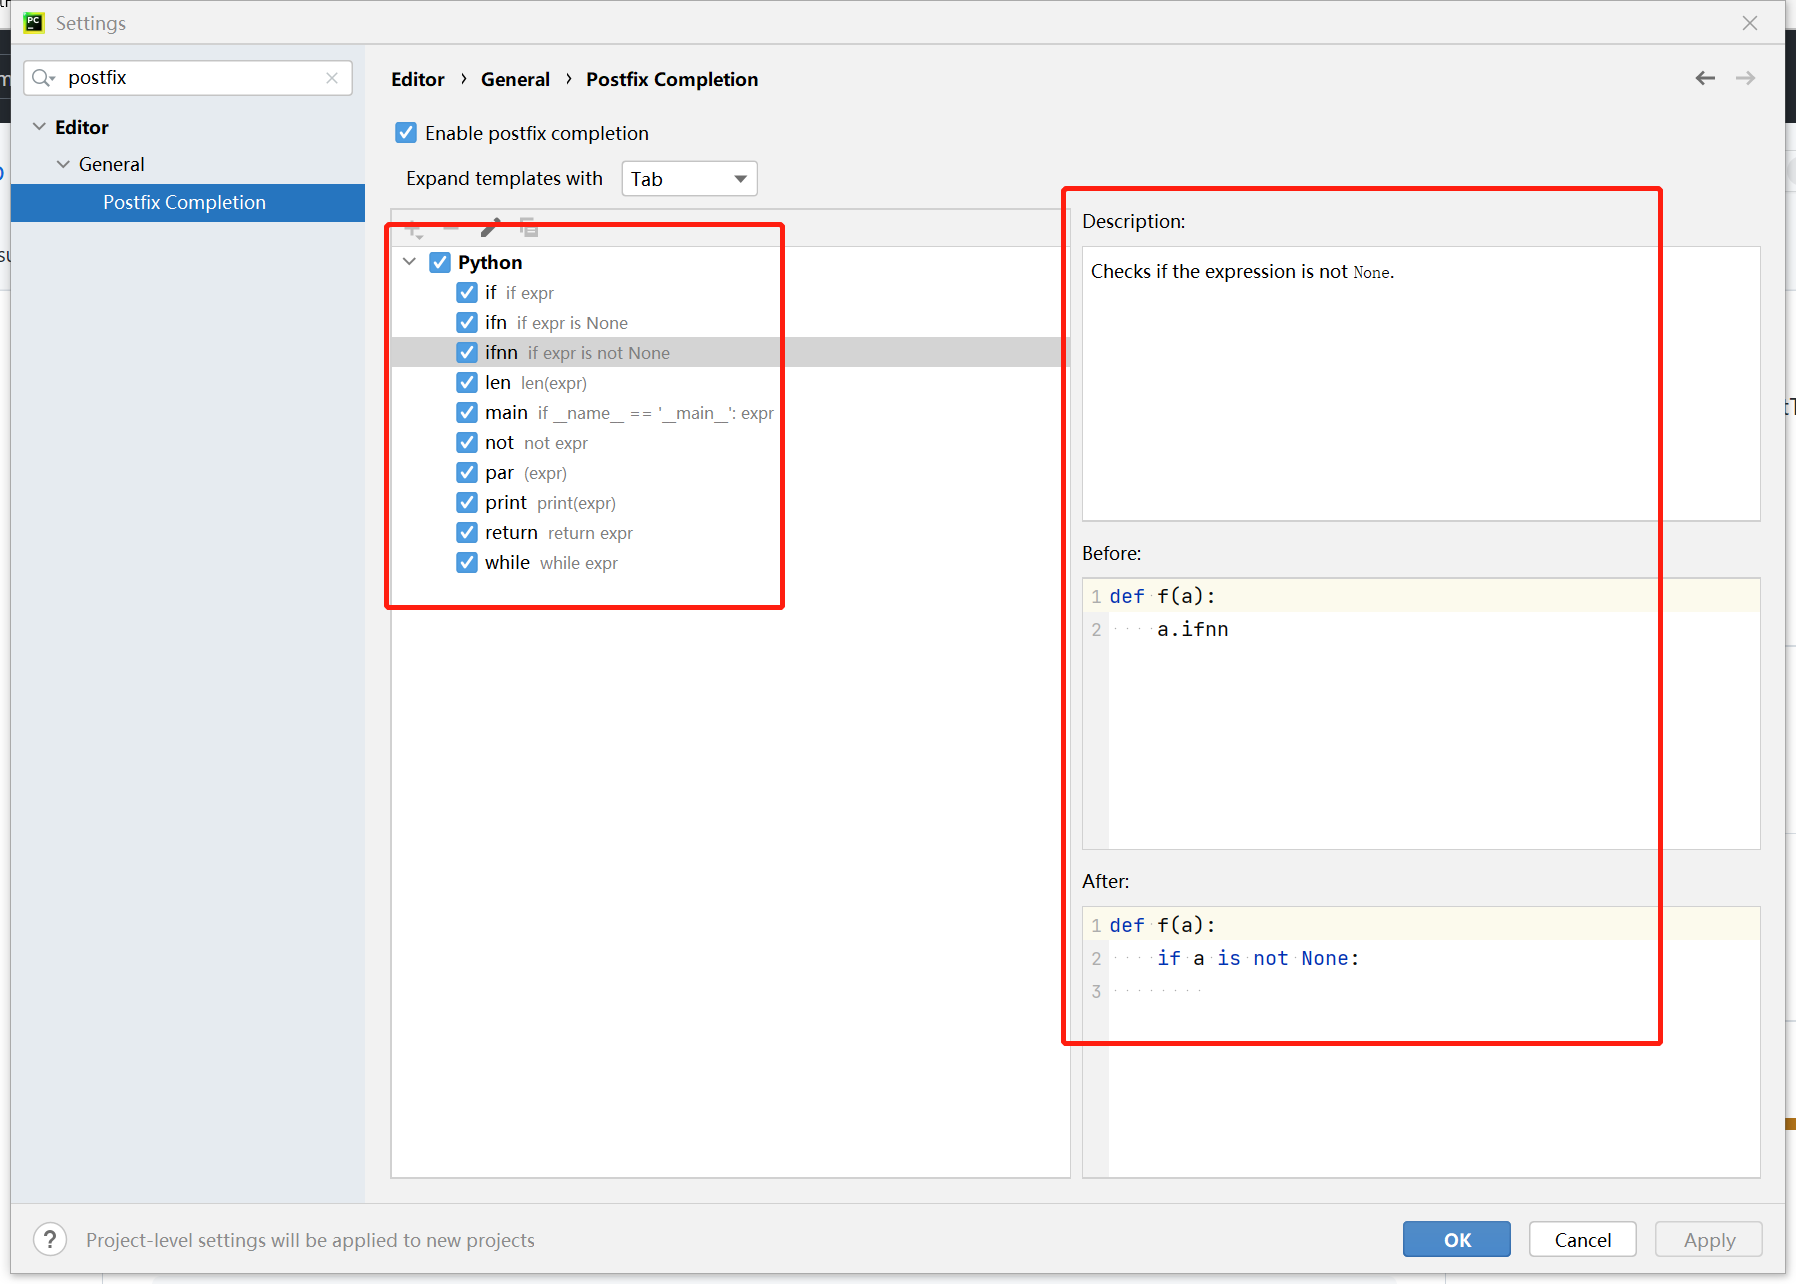 PC
Settings
postfix
Editor
General
Postfix Completion
Editor › General › Postfix Completion
Enable postfix completion
Expand templates with Tab
Python
if if expr
ifn if expr is None
ifnn if expr is not None
len len(expr)
main if __name__ == '__main__': expr
not not expr
par (expr)
print print(expr)
return return expr
while while expr
Description:
Checks if the expression is not None.
Before:
1 def f(a):
2 a.ifnn
After:
1 def f(a):
2 if a is not None:
3
? Project-level settings will be applied to new projects
OK Cancel Apply